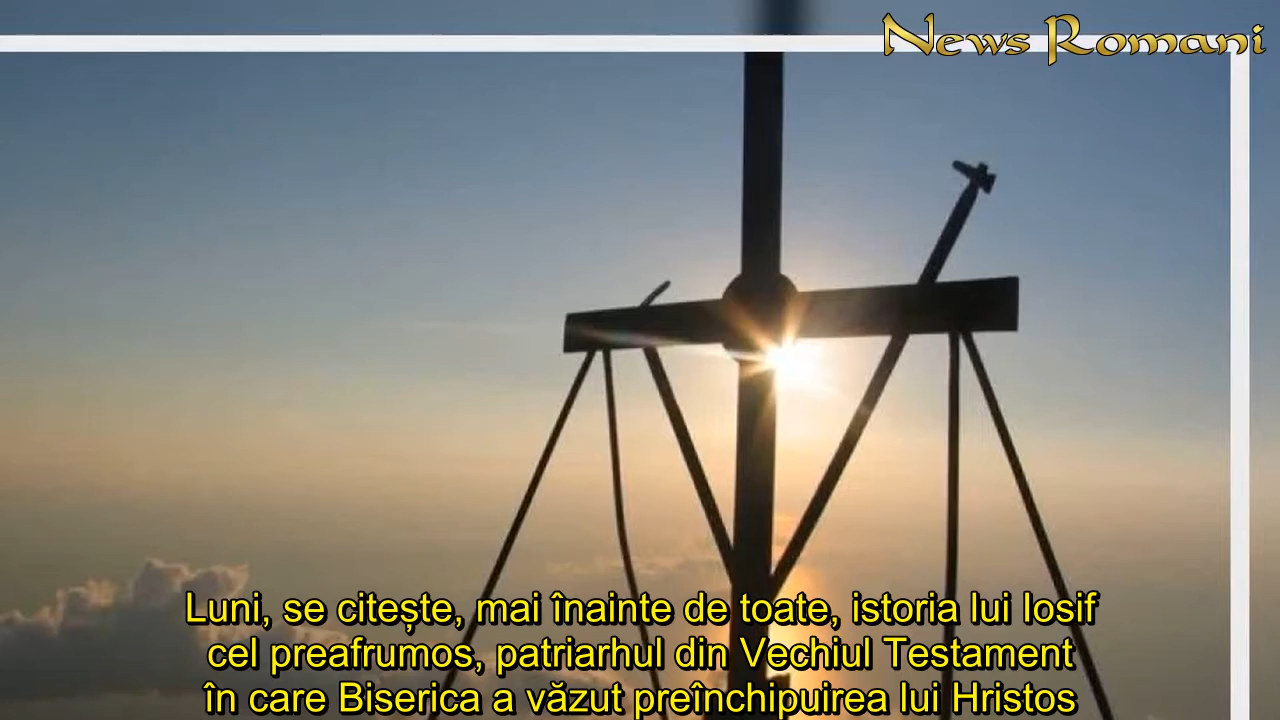 News Romani
Luni, se citește, mai înainte de toate, istoria lui Iosif
cel preafrumos, patriarhul din Vechiul Testament
în care Biserica a văzut preînchipuirea lui Hristos